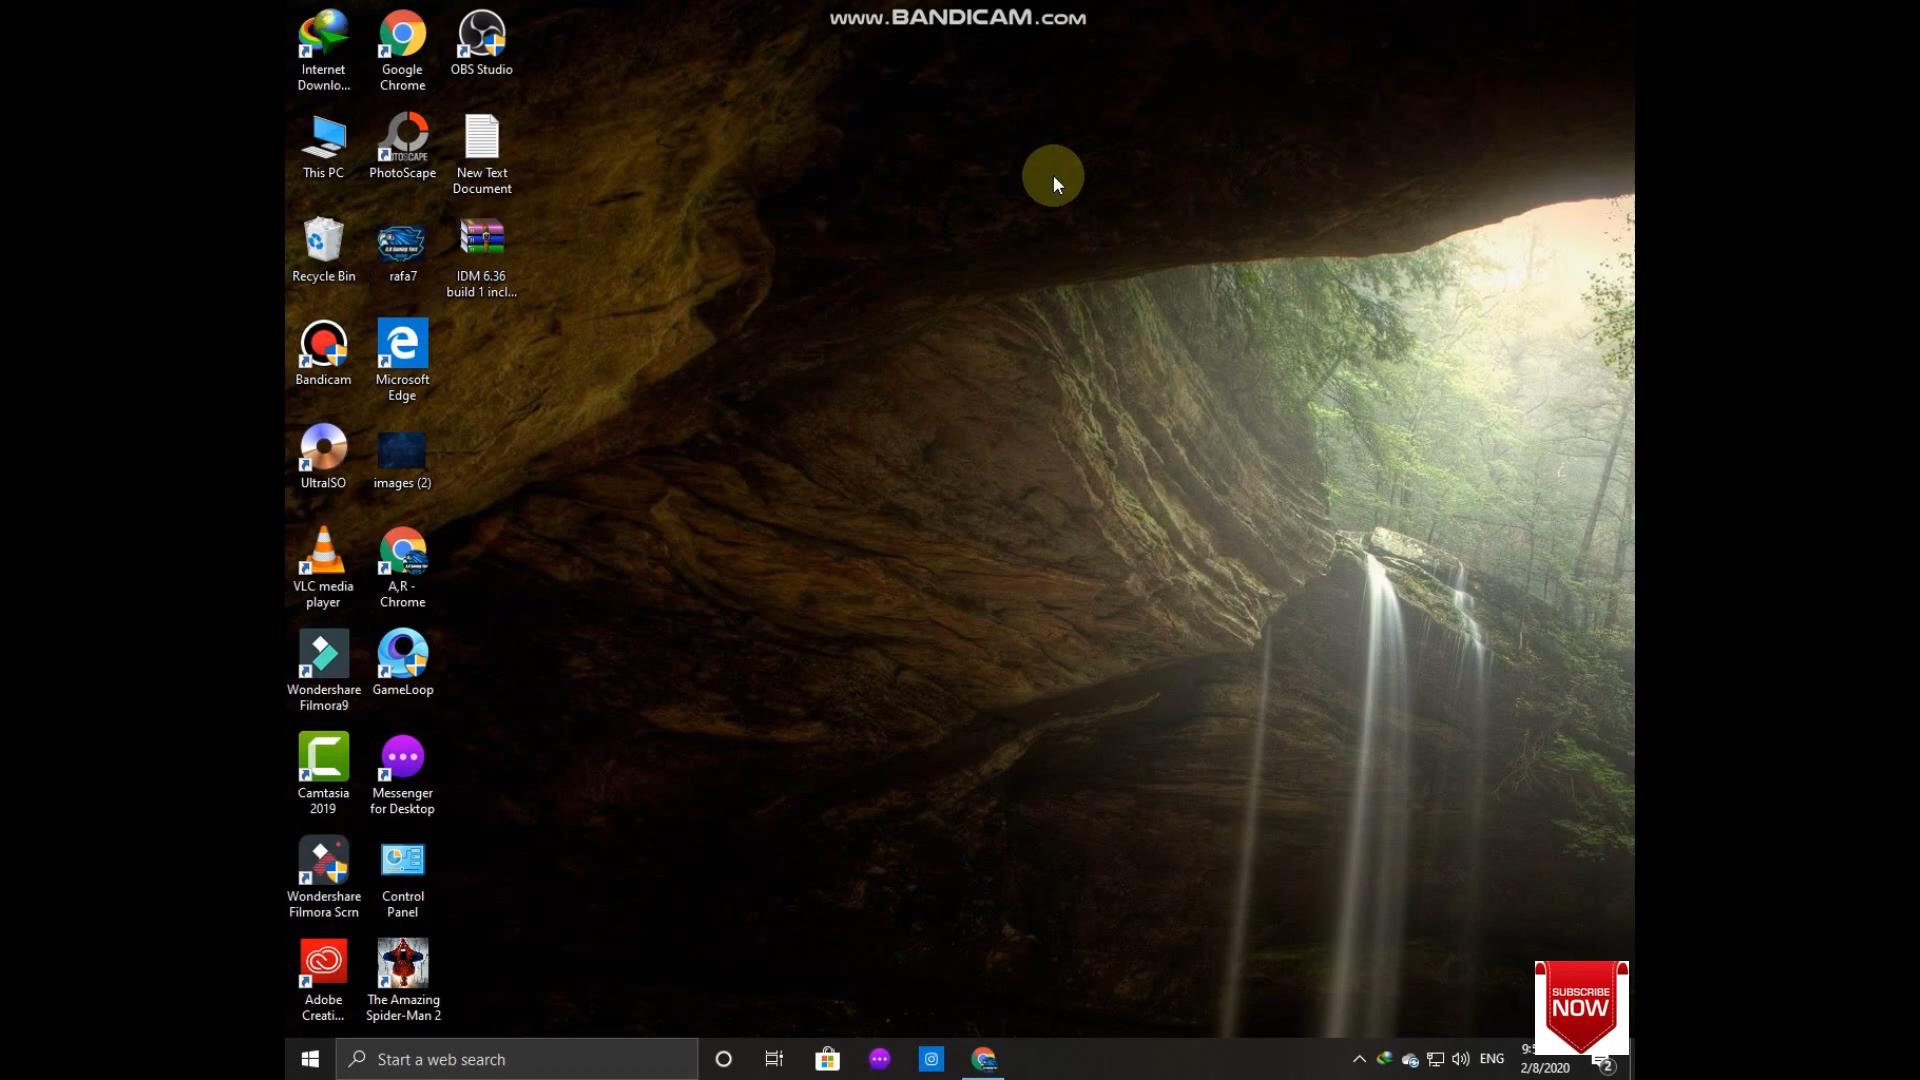 www.BANDICAM.com
Internet
Downlo...
Google
Chrome
OBS Studio
This PC
PhotoScape
New Text
Document
Recycle Bin
rafa7
IDM 6.36
build 1 incl...
Bandicam
Microsoft
Edge
UltraISO
images (2)
VLC media
player
A,R -
Chrome
Wondershare
Filmora9
GameLoop
Camtasia
2019
Messenger
for Desktop
Wondershare
Filmora Scrn
Control
Panel
Adobe
Creati...
The Amazing
Spider-Man 2
SUBSCRIBE
NOW
Start a web search
ENG
2/8/2020
2